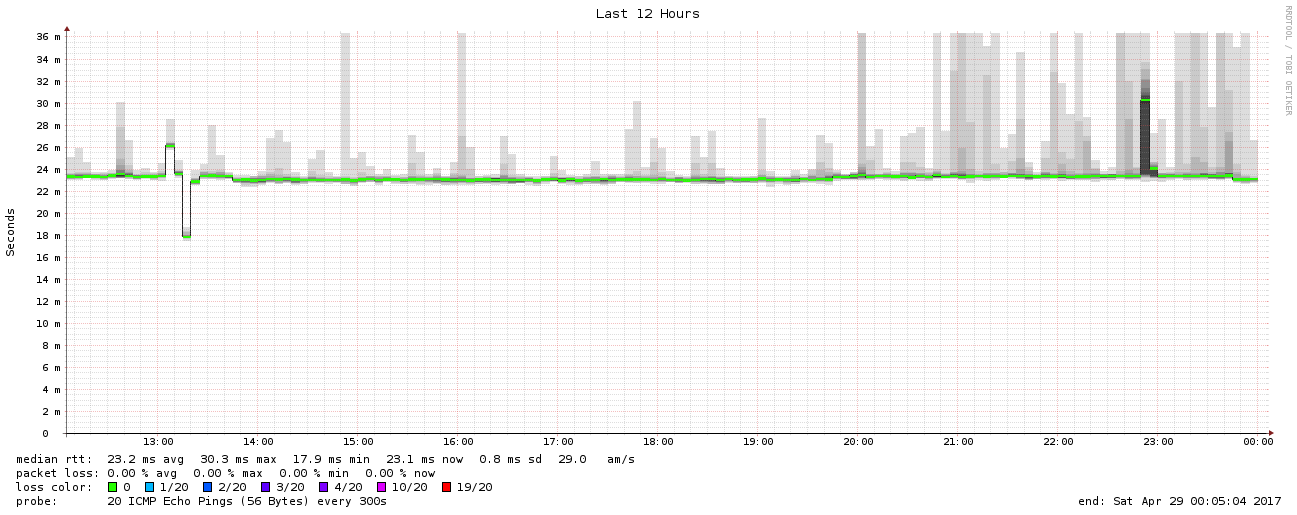 Last 12 Hours
RRDTOOL / TOBI OETIKER
Seconds
36 m
34 m
32 m
30 m
28 m
26 m
24 m
22 m
20 m
18 m
16 m
14 m
12 m
10 m
8 m
6 m
4 m
2 m
0
13:00 14:00 15:00 16:00 17:00 18:00 19:00 20:00 21:00 22:00 23:00 00:00
median rtt: 23.2 ms avg 30.3 ms max 17.9 ms min 23.1 ms now 0.8 ms sd 29.0 am/s
packet loss: 0.00 % avg 0.00 % max 0.00 % min 0.00 % now
loss color: 0 1/20 2/20 3/20 4/20 10/20 19/20
probe: 20 ICMP Echo Pings (56 Bytes) every 300s end: Sat Apr 29 00:05:04 2017